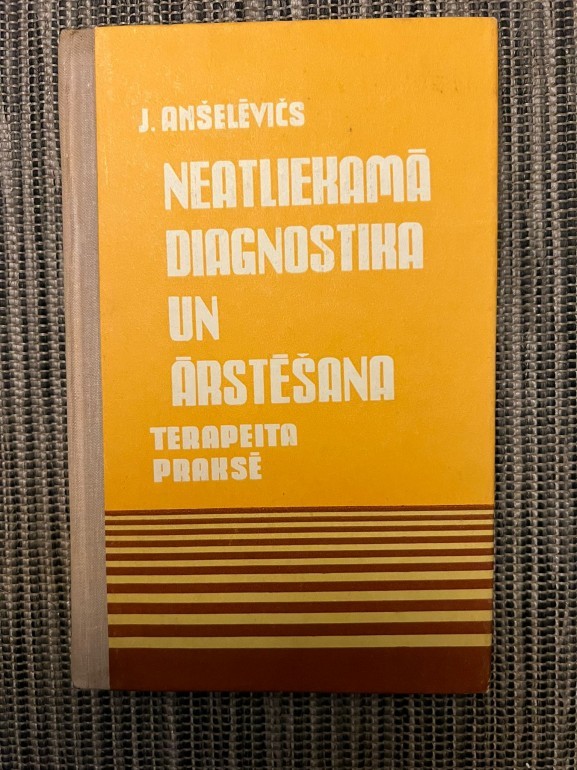 J. ANŠELĒVIČS
NEATLIEKAMĀ
DIAGNOSTIKA
UN
ĀRSTĒŠANA
TERAPEITA
PRAKSĒ